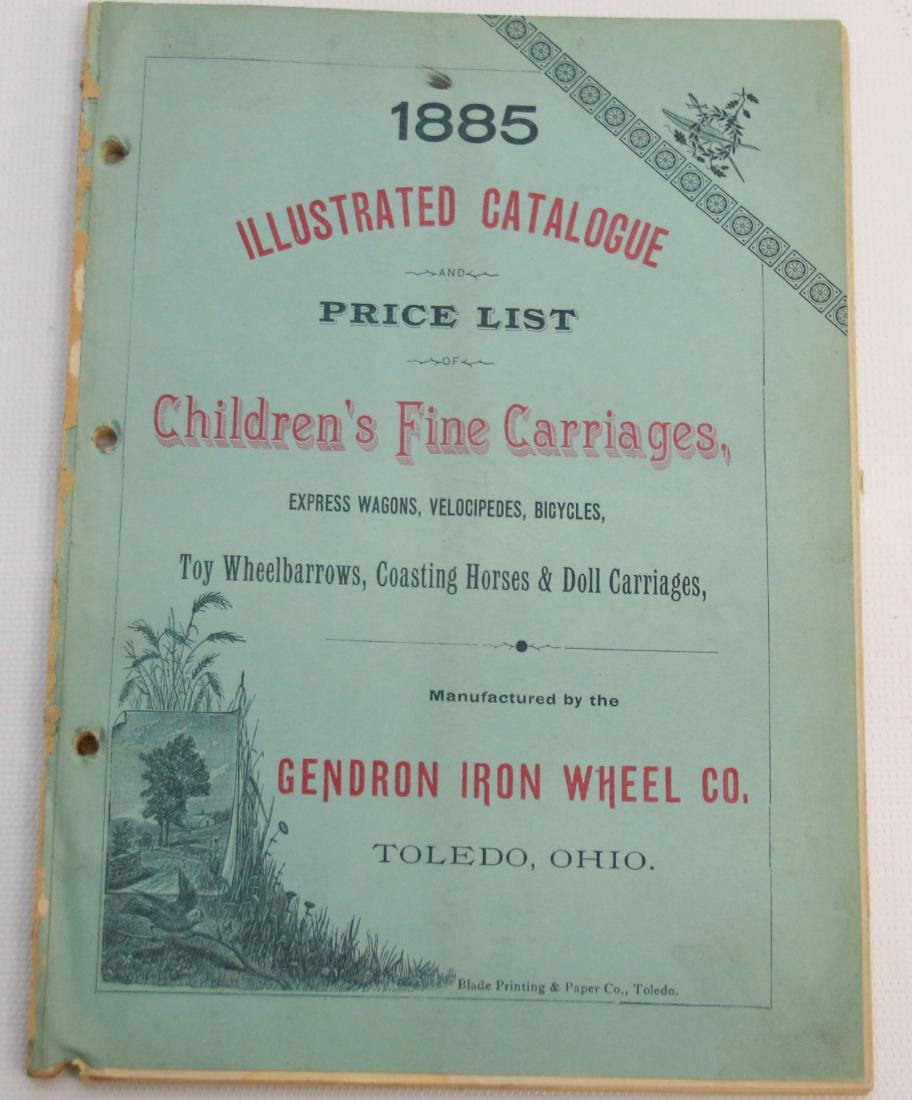 1885
ILLUSTRATED CATALOGUE
AND
PRICE LIST
OF
Children's Fine Carriages,
EXPRESS WAGONS, VELOCIPEDES, BICYCLES,
Toy Wheelbarrows, Coasting Horses & Doll Carriages,
Manufactured by the
GENDRON IRON WHEEL CO.
TOLEDO, OHIO.
Blade Printing & Paper Co., Toledo.